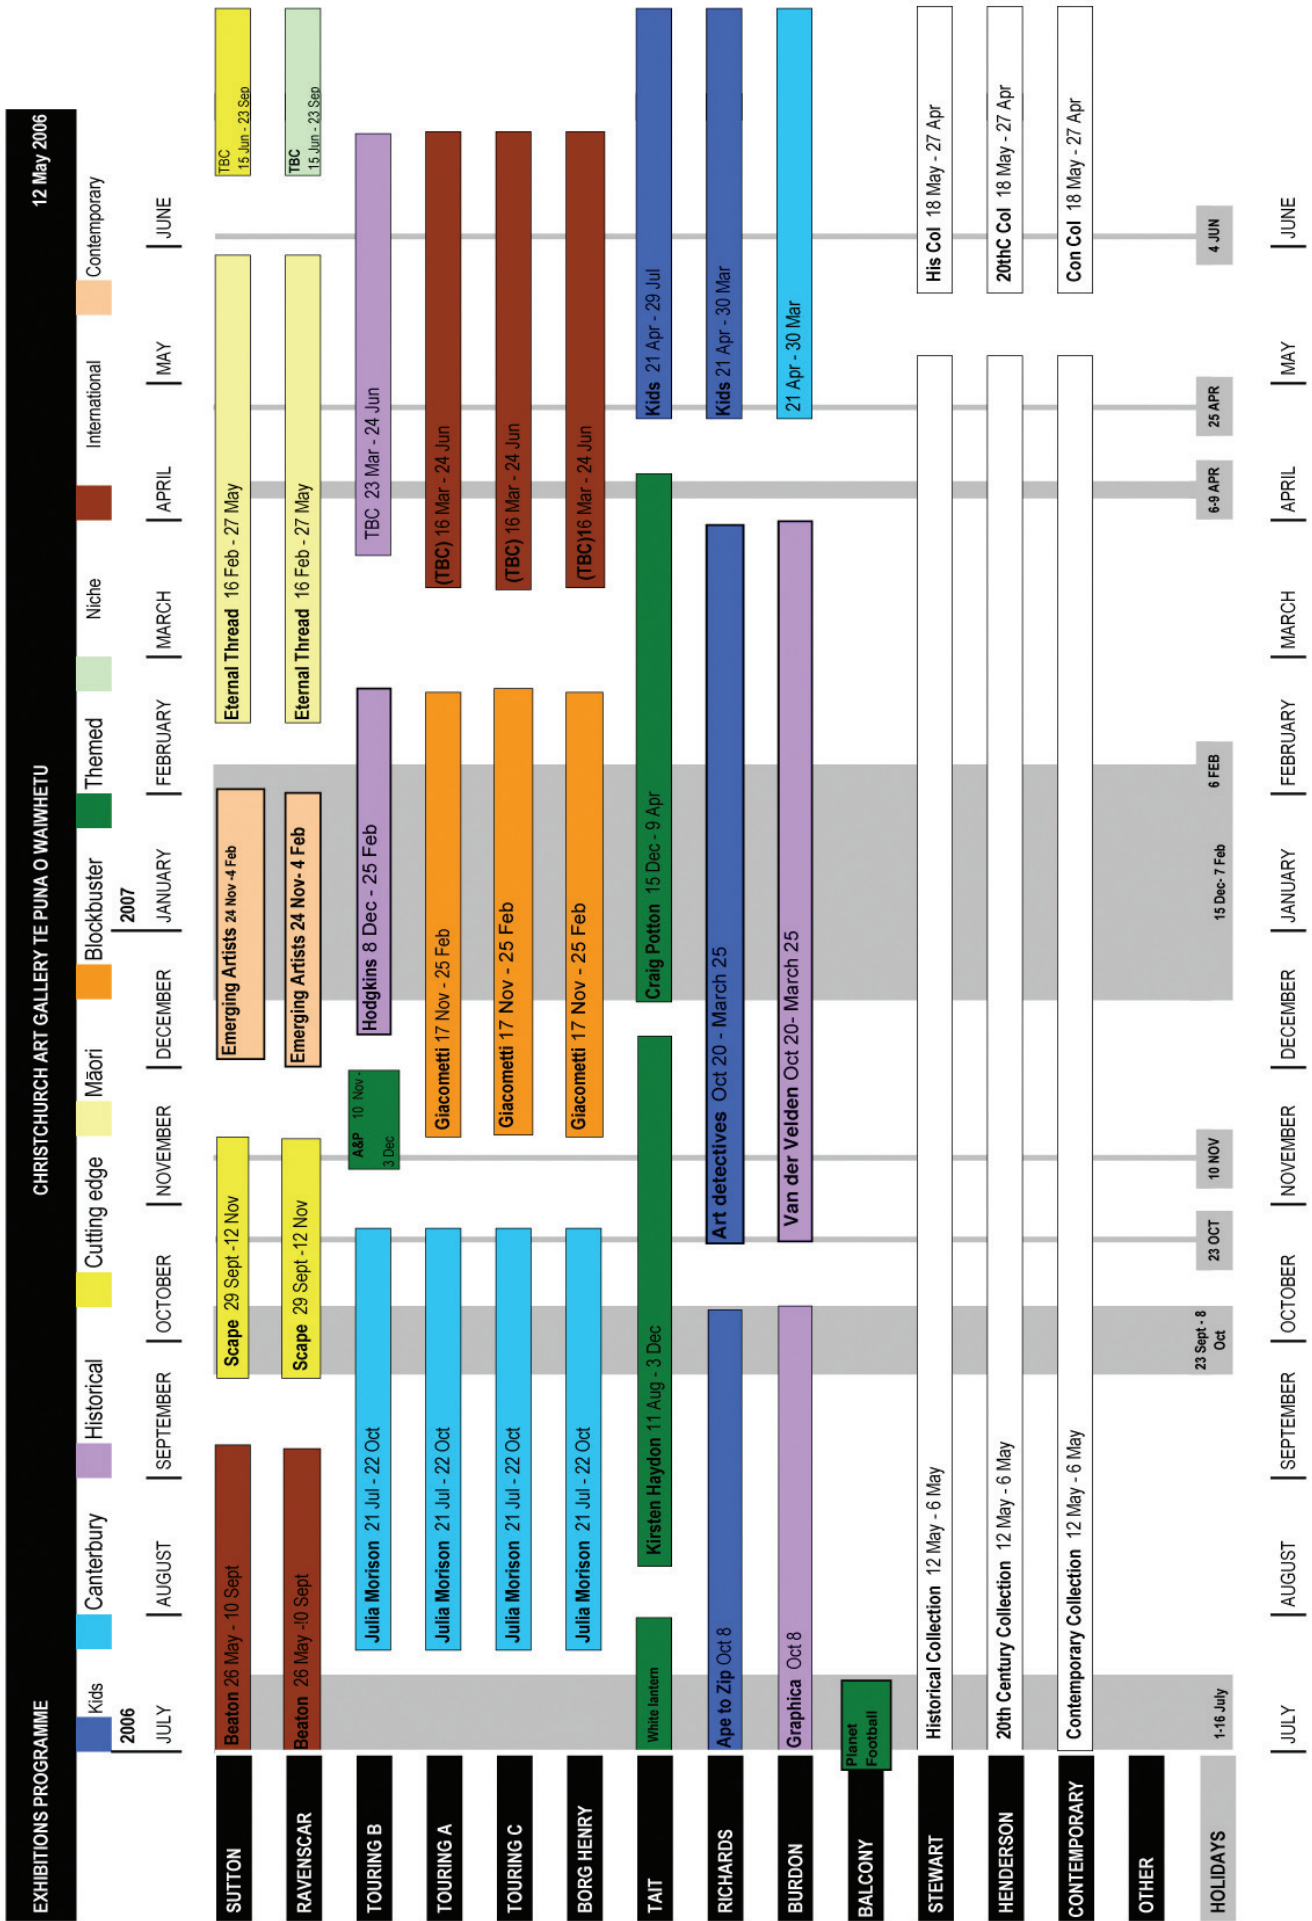 EXHIBITIONS PROGRAMME CHRISTCHURCH ART GALLERY TE PUNA O WAIWHETU 12 May 2006
Kids Canterbury Historical Cutting edge Māori Blockbuster Themed Niche International Contemporary
2006 2007
JULY AUGUST SEPTEMBER OCTOBER NOVEMBER DECEMBER JANUARY FEBRUARY MARCH APRIL MAY JUNE
SUTTON
Beaton 26 May - 10 Sept
Scape 29 Sept -12 Nov
Emerging Artists 24 Nov -4 Feb
Eternal Thread 16 Feb - 27 May
TBC
15 Jun - 23 Sep
RAVENSCAR
Beaton 26 May -!0 Sept
Scape 29 Sept -12 Nov
Emerging Artists 24 Nov- 4 Feb
Eternal Thread 16 Feb - 27 May
TBC
15 Jun - 23 Sep
TOURING B
Julia Morison 21 Jul - 22 Oct
A&P 10 Nov -
3 Dec
Hodgkins 8 Dec - 25 Feb
TBC 23 Mar - 24 Jun
TOURING A
Julia Morison 21 Jul - 22 Oct
Giacometti 17 Nov - 25 Feb
(TBC) 16 Mar - 24 Jun
TOURING C
Julia Morison 21 Jul - 22 Oct
Giacometti 17 Nov - 25 Feb
(TBC) 16 Mar - 24 Jun
BORG HENRY
Julia Morison 21 Jul - 22 Oct
Giacometti 17 Nov - 25 Feb
(TBC)16 Mar - 24 Jun
TAIT
White lantern
Kirsten Haydon 11 Aug - 3 Dec
Craig Potton 15 Dec - 9 Apr
Kids 21 Apr - 29 Jul
RICHARDS
Ape to Zip Oct 8
Art detectives Oct 20 - March 25
Kids 21 Apr - 30 Mar
BURDON
Graphica Oct 8
Van der Velden Oct 20- March 25
21 Apr - 30 Mar
BALCONY
Planet
Football
STEWART
Historical Collection 12 May - 6 May
His Col 18 May - 27 Apr
HENDERSON
20th Century Collection 12 May - 6 May
20thC Col 18 May - 27 Apr
CONTEMPORARY
Contemporary Collection 12 May - 6 May
Con Col 18 May - 27 Apr
OTHER
HOLIDAYS
1-16 July
23 Sept - 8
Oct
23 OCT
10 NOV
15 Dec- 7 Feb
6 FEB
6-9 APR
25 APR
4 JUN
JULY AUGUST SEPTEMBER OCTOBER NOVEMBER DECEMBER JANUARY FEBRUARY MARCH APRIL MAY JUNE